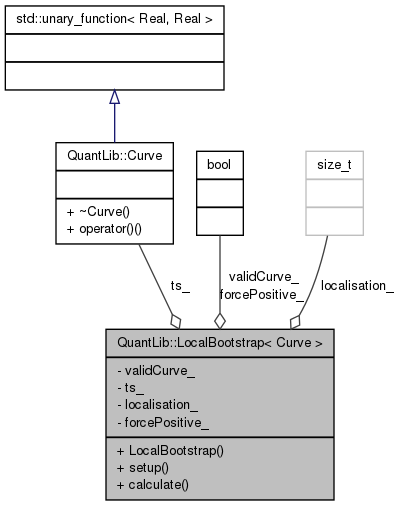 std::unary_function< Real, Real >
QuantLib::Curve
+ ~Curve()
+ operator()()
bool
size_t
ts_
validCurve_
forcePositive_
localisation_
QuantLib::LocalBootstrap< Curve >
- validCurve_
- ts_
- localisation_
- forcePositive_
+ LocalBootstrap()
+ setup()
+ calculate()